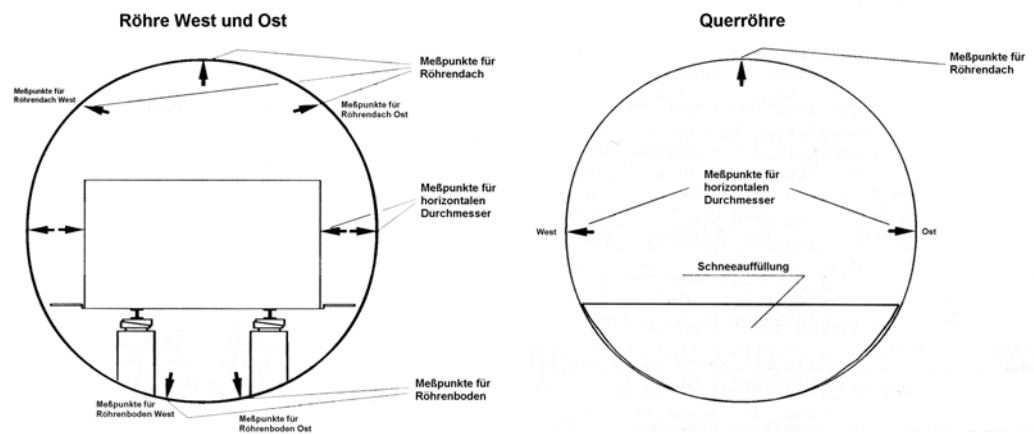 Röhre West und Ost
Meßpunkte für
Röhrendach
Meßpunkte für
Röhrendach West
Meßpunkte für
Röhrendach Ost
Meßpunkte für
horizontalen
Durchmesser
Meßpunkte für
Röhrenboden
Meßpunkte für
Röhrenboden West
Meßpunkte für
Röhrenboden Ost
Querröhre
Meßpunkte für
Röhrendach
Meßpunkte für
horizontalen
Durchmesser
West
Ost
Schneeauffüllung